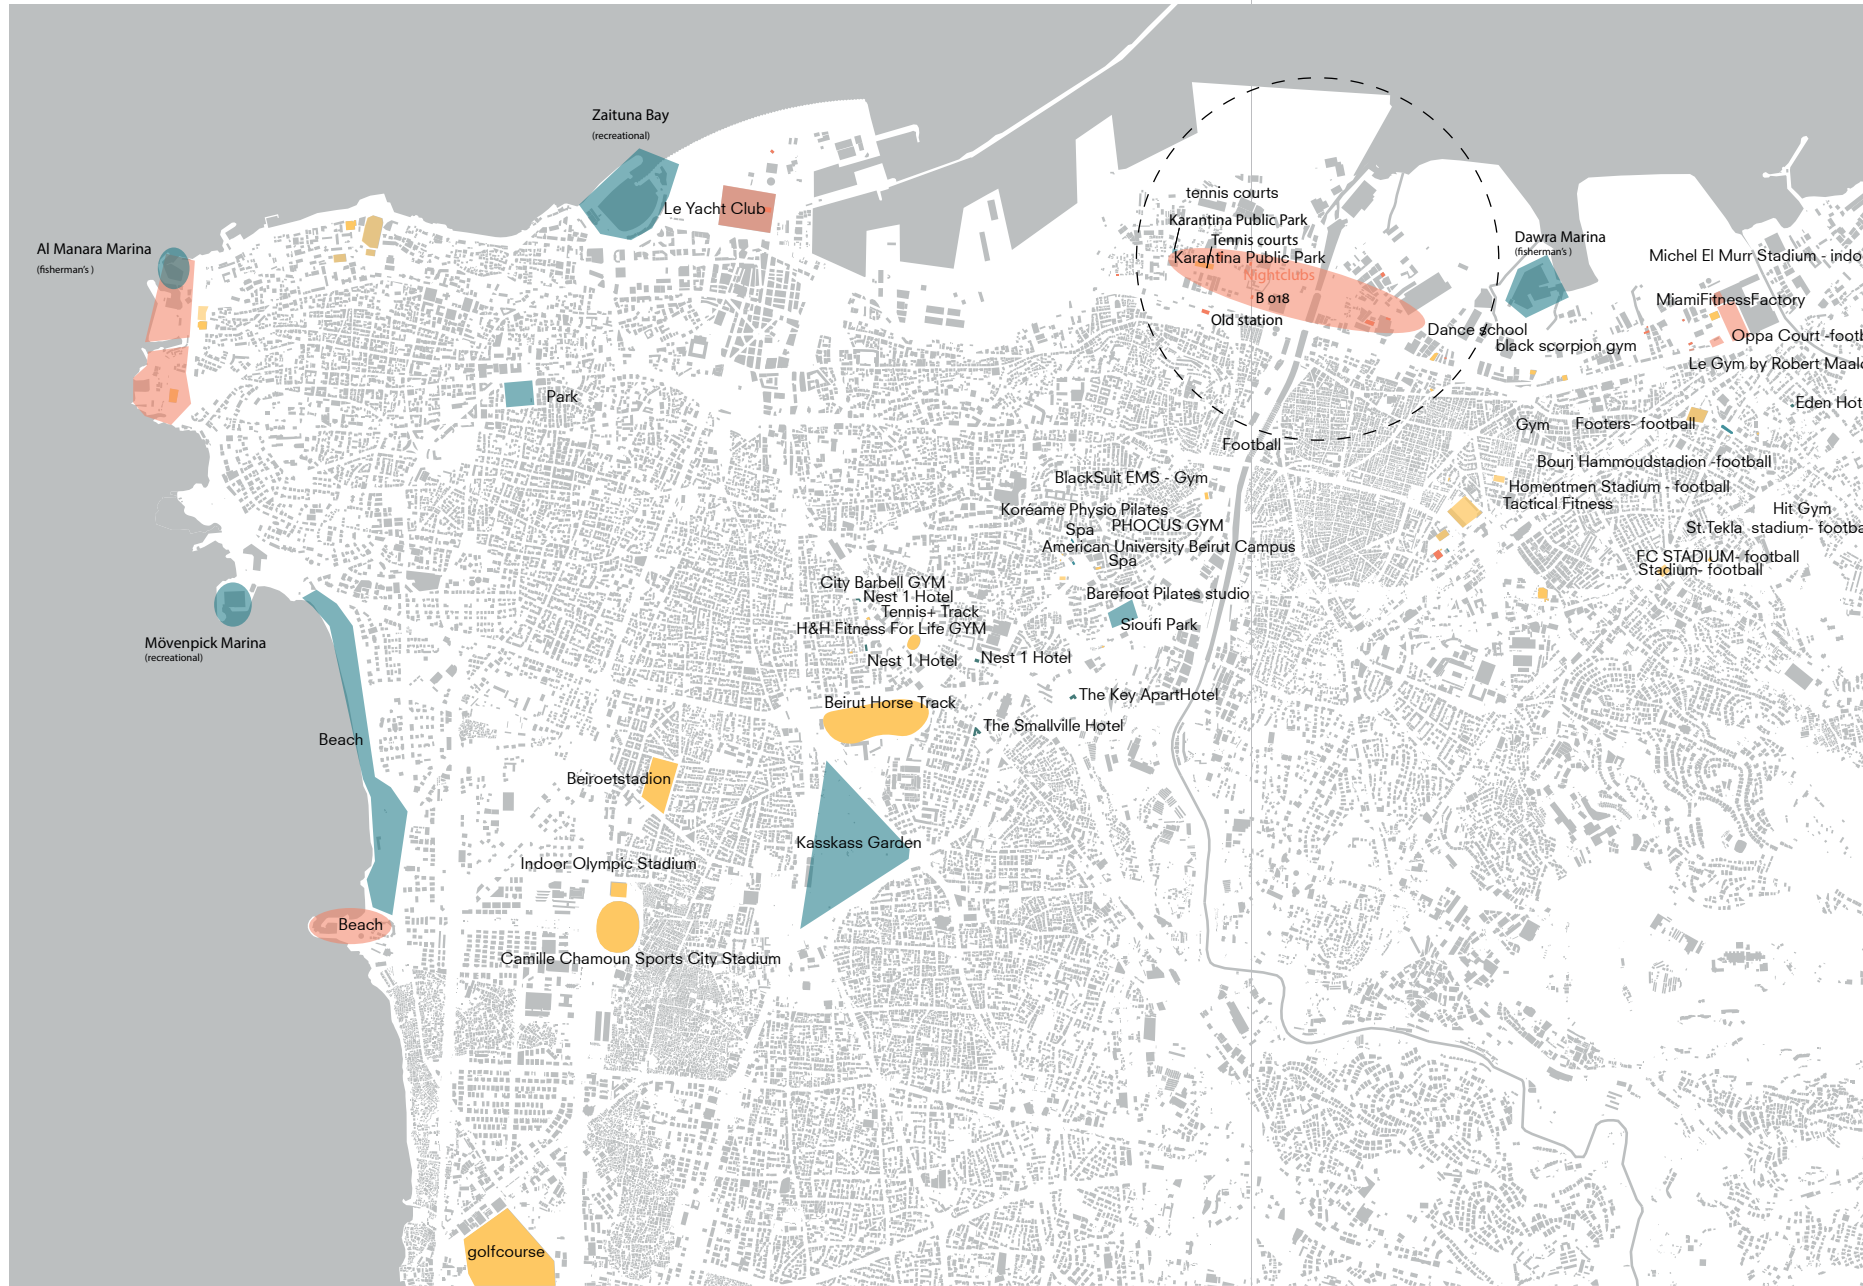 Zaituna Bay
(recreational)
Le Yacht Club
Al Manara Marina
(fisherman's )
tennis courts
Karantina Public Park
Tennis courts
Karantina Public Park
Nightclubs
B 018
Old station
Dawra Marina
(fisherman's )
Michel El Murr Stadium - indo
MiamiFitnessFactory
Oppa Court -footb
Dance school
black scorpion gym
Le Gym by Robert Maalo
Eden Hot
Park
Gym
Footers- football
Football
Bourj Hammoudstadion -football
BlackSuit EMS - Gym
Homentmen Stadium - football
Tactical Fitness
Hit Gym
St.Tekla stadium- footba
Koréame Physio Pilates
Spa
PHOCUS GYM
American University Beirut Campus
Spa
FC STADIUM- football
Stadium- football
City Barbell GYM
Nest 1 Hotel
Tennis+ Track
H&H Fitness For Life GYM
Barefoot Pilates studio
Sioufi Park
Mövenpick Marina
(recreational)
Nest 1 Hotel
Nest 1 Hotel
The Key ApartHotel
Beirut Horse Track
The Smallville Hotel
Beach
Beiroetstadion
Kasskass Garden
Indoor Olympic Stadium
Beach
Camille Chamoun Sports City Stadium
golfcourse